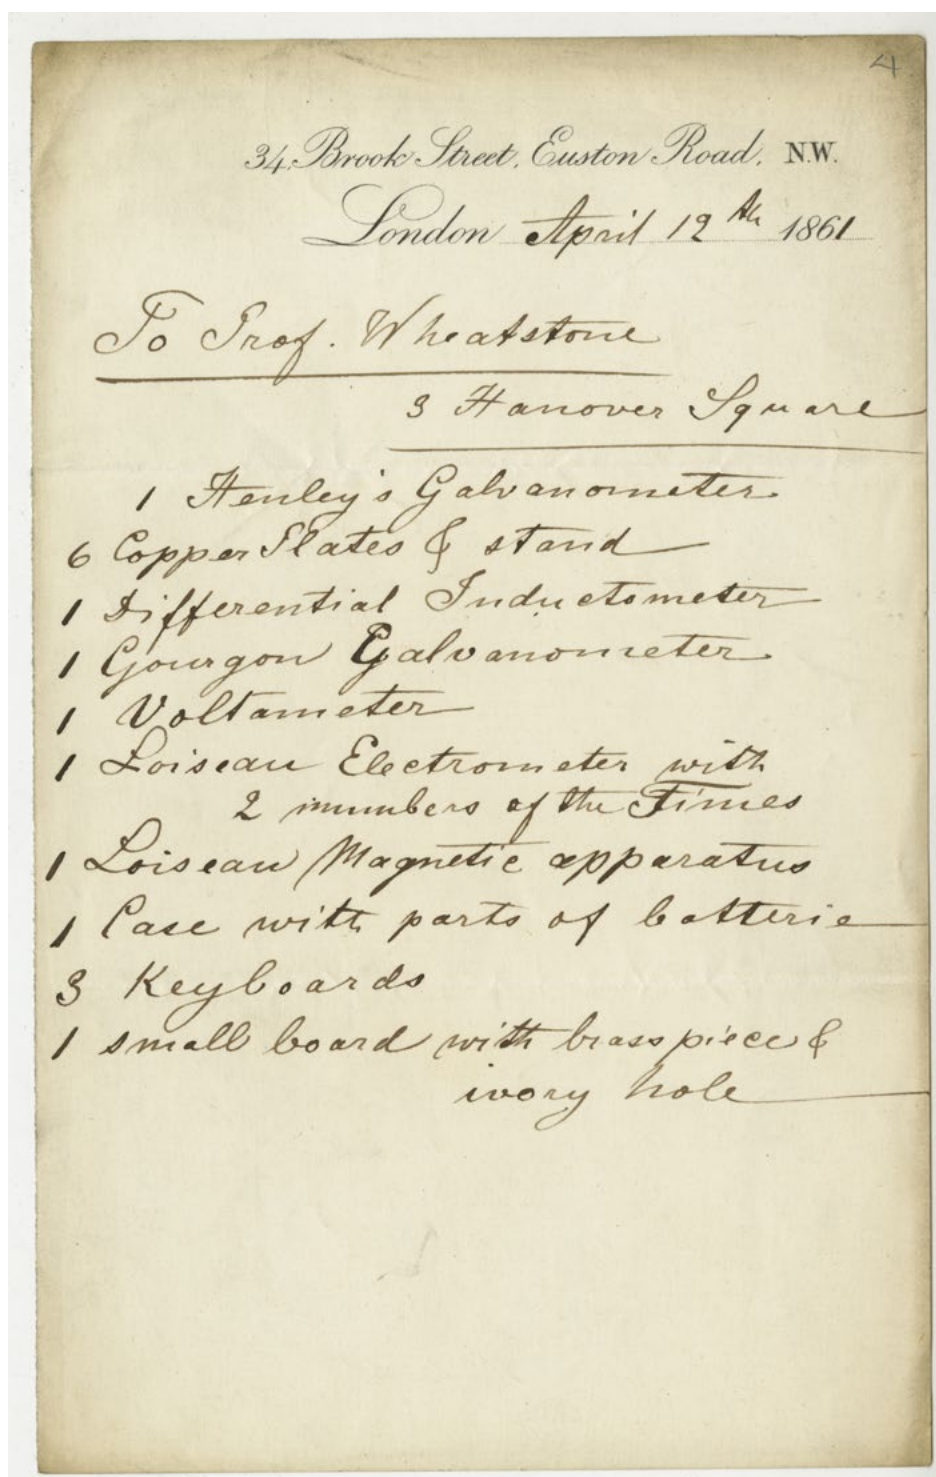 4
34, Brook Street, Euston Road, N.W.
London April 12th 1861
To Prof. Wheatstone
3 Hanover Square
1 Henley's Galvanometer
6 Copper Plates & stand
1 Differential Inductometer
1 Gourgon Galvanometer
1 Voltameter
1 Loiseau Electrometer with
2 numbers of the Times
1 Loiseau Magnetic apparatus
1 Case with parts of batterie
3 Keyboards
1 small board with brass piece &
ivory hole